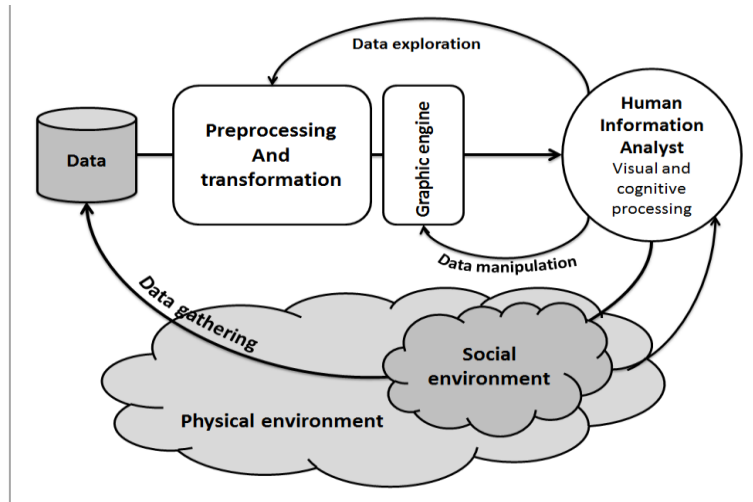 Data exploration
Data
Preprocessing
And
transformation
Graphic engine
Human
Information
Analyst
Visual and
cognitive
processing
Data manipulation
Data gathering
Social
environment
Physical environment